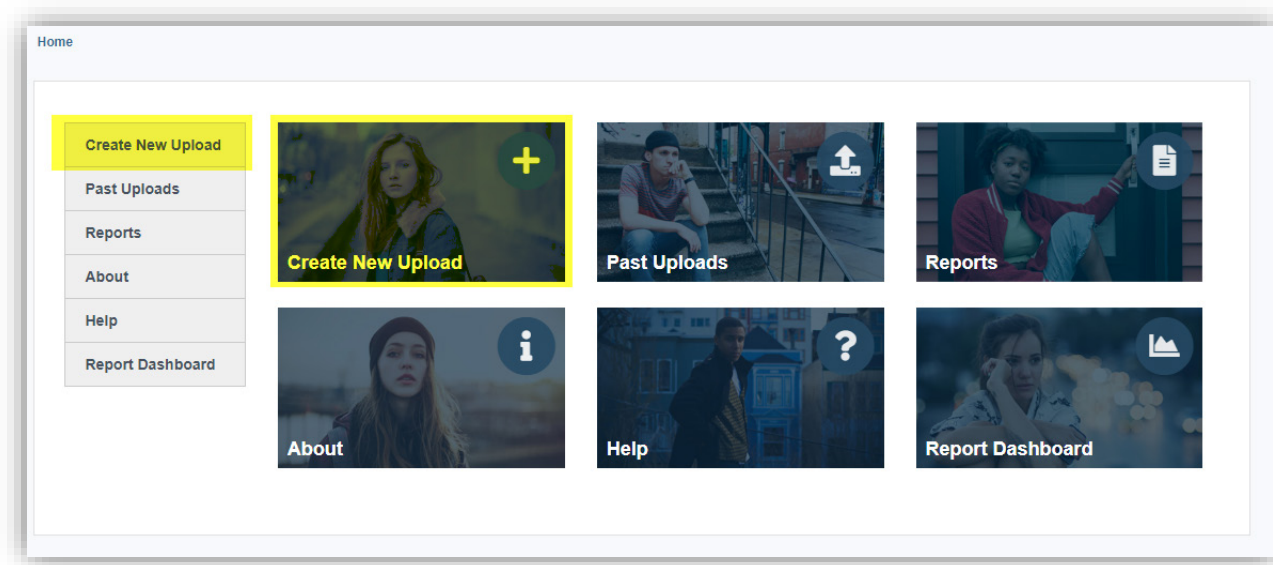 Home
Create New Upload
Past Uploads
Reports
About
Help
Report Dashboard
Create New Upload
Past Uploads
Reports
About
Help
Report Dashboard